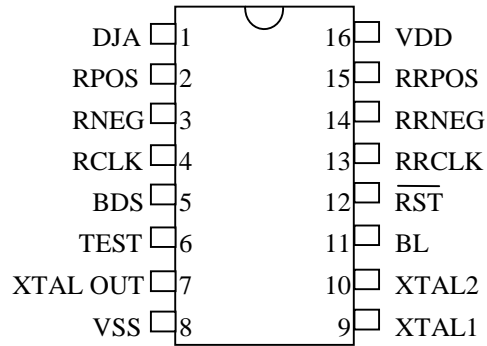 DJA 1 16 VDD
RPOS 2 15 RRPOS
RNEG 3 14 RRNEG
RCLK 4 13 RRCLK
BDS 5 12 R̅S̅T̅
TEST 6 11 BL
XTAL OUT 7 10 XTAL2
VSS 8 9 XTAL1